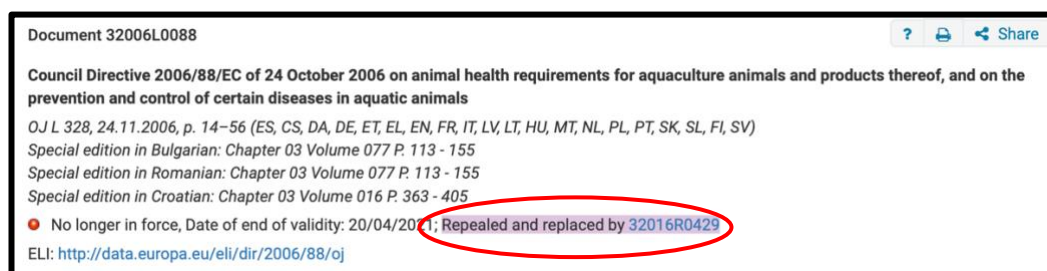 Document 32006L0088
? Share
Council Directive 2006/88/EC of 24 October 2006 on animal health requirements for aquaculture animals and products thereof, and on the
prevention and control of certain diseases in aquatic animals
OJ L 328, 24.11.2006, p. 14–56 (ES, CS, DA, DE, ET, EL, EN, FR, IT, LV, LT, HU, MT, NL, PL, PT, SK, SL, FI, SV)
Special edition in Bulgarian: Chapter 03 Volume 077 P. 113 - 155
Special edition in Romanian: Chapter 03 Volume 077 P. 113 - 155
Special edition in Croatian: Chapter 03 Volume 016 P. 363 - 405
No longer in force, Date of end of validity: 20/04/2021; Repealed and replaced by 32016R0429
ELI: http://data.europa.eu/eli/dir/2006/88/oj